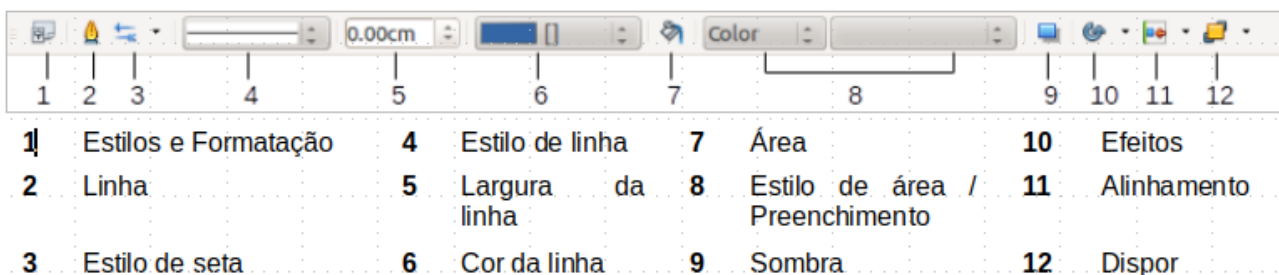 0.00cm [] Color
1 2 3 4 5 6 7 8 9 10 11 12
1 Estilos e Formatação 4 Estilo de linha 7 Área 10 Efeitos
2 Linha 5 Largura da linha 8 Estilo de área / Preenchimento 11 Alinhamento
3 Estilo de seta 6 Cor da linha 9 Sombra 12 Dispor